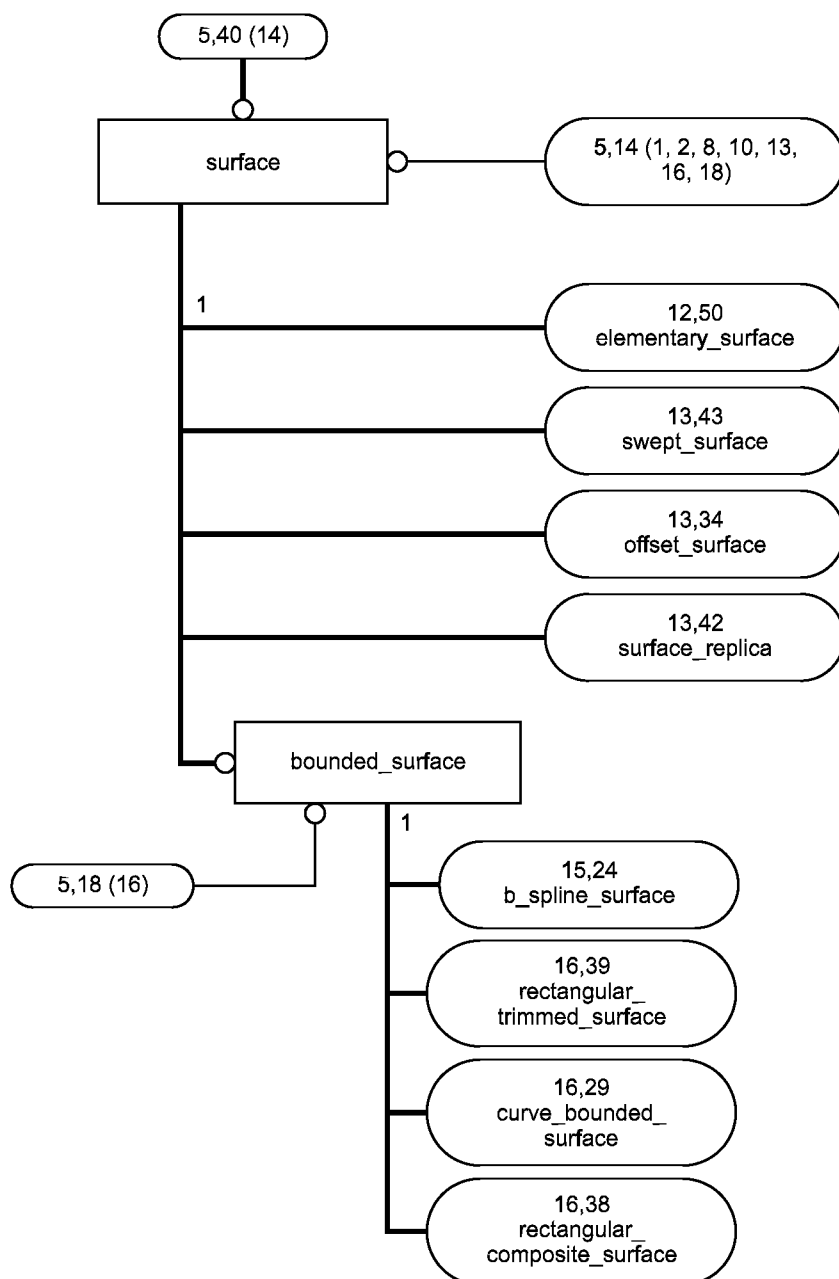 5,40 (14)
surface
5,14 (1, 2, 8, 10, 13,
16, 18)
1
12,50
elementary_surface
13,43
swept_surface
13,34
offset_surface
13,42
surface_replica
bounded_surface
1
5,18 (16)
15,24
b_spline_surface
16,39
rectangular_
trimmed_surface
16,29
curve_bounded_
surface
16,38
rectangular_
composite_surface